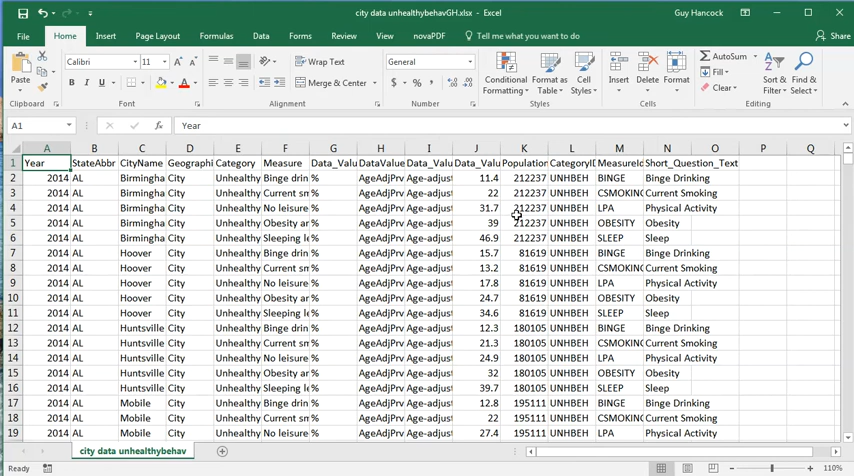 city data unhealthybehavGH.xlsx - Excel Guy Hancock
File Home Insert Page Layout Formulas Data Review View novaPDF Tell me what you want to do Share
Calibri 11 Wrap Text General Conditional Format as Cell Insert Delete Format AutoSum Sort & Find &
Paste B I U Merge & Center $ % , Formatting Table Styles Fill Filter Select
Clear
Clipboard Font Alignment Number Styles Cells Editing
A1 fx Year
A B C D E F G H I J K L M N O P Q
1 Year StateAbbr CityName Geographi Category Measure Data_Valu DataValue Data_Valu Data_Valu Population CategoryID MeasureId Short_Question_Text
2 2014 AL Birmingha City Unhealthy Binge drin % AgeAdjPrv Age-adjust 11.4 212237 UNHBEH BINGE Binge Drinking
3 2014 AL Birmingha City Unhealthy Current sm % AgeAdjPrv Age-adjust 22 212237 UNHBEH CSMOKING Current Smoking
4 2014 AL Birmingha City Unhealthy No leisure % AgeAdjPrv Age-adjust 31.7 212237 UNHBEH LPA Physical Activity
5 2014 AL Birmingha City Unhealthy Obesity ar % AgeAdjPrv Age-adjust 39 212237 UNHBEH OBESITY Obesity
6 2014 AL Birmingha City Unhealthy Sleeping le % AgeAdjPrv Age-adjust 46.9 212237 UNHBEH SLEEP Sleep
7 2014 AL Hoover City Unhealthy Binge drin % AgeAdjPrv Age-adjust 15.7 81619 UNHBEH BINGE Binge Drinking
8 2014 AL Hoover City Unhealthy Current sm % AgeAdjPrv Age-adjust 13.2 81619 UNHBEH CSMOKING Current Smoking
9 2014 AL Hoover City Unhealthy No leisure % AgeAdjPrv Age-adjust 17.8 81619 UNHBEH LPA Physical Activity
10 2014 AL Hoover City Unhealthy Obesity ar % AgeAdjPrv Age-adjust 24.7 81619 UNHBEH OBESITY Obesity
11 2014 AL Hoover City Unhealthy Sleeping le % AgeAdjPrv Age-adjust 34.6 81619 UNHBEH SLEEP Sleep
12 2014 AL Huntsville City Unhealthy Binge drin % AgeAdjPrv Age-adjust 12.3 180105 UNHBEH BINGE Binge Drinking
13 2014 AL Huntsville City Unhealthy Current sm % AgeAdjPrv Age-adjust 21.3 180105 UNHBEH CSMOKING Current Smoking
14 2014 AL Huntsville City Unhealthy No leisure % AgeAdjPrv Age-adjust 24.9 180105 UNHBEH LPA Physical Activity
15 2014 AL Huntsville City Unhealthy Obesity ar % AgeAdjPrv Age-adjust 32 180105 UNHBEH OBESITY Obesity
16 2014 AL Huntsville City Unhealthy Sleeping le % AgeAdjPrv Age-adjust 39.7 180105 UNHBEH SLEEP Sleep
17 2014 AL Mobile City Unhealthy Binge drin % AgeAdjPrv Age-adjust 12.8 195111 UNHBEH BINGE Binge Drinking
18 2014 AL Mobile City Unhealthy Current sm % AgeAdjPrv Age-adjust 22 195111 UNHBEH CSMOKING Current Smoking
19 2014 AL Mobile City Unhealthy No leisure % AgeAdjPrv Age-adjust 27.4 195111 UNHBEH LPA Physical Activity
city data unhealthybehav
Ready 110%